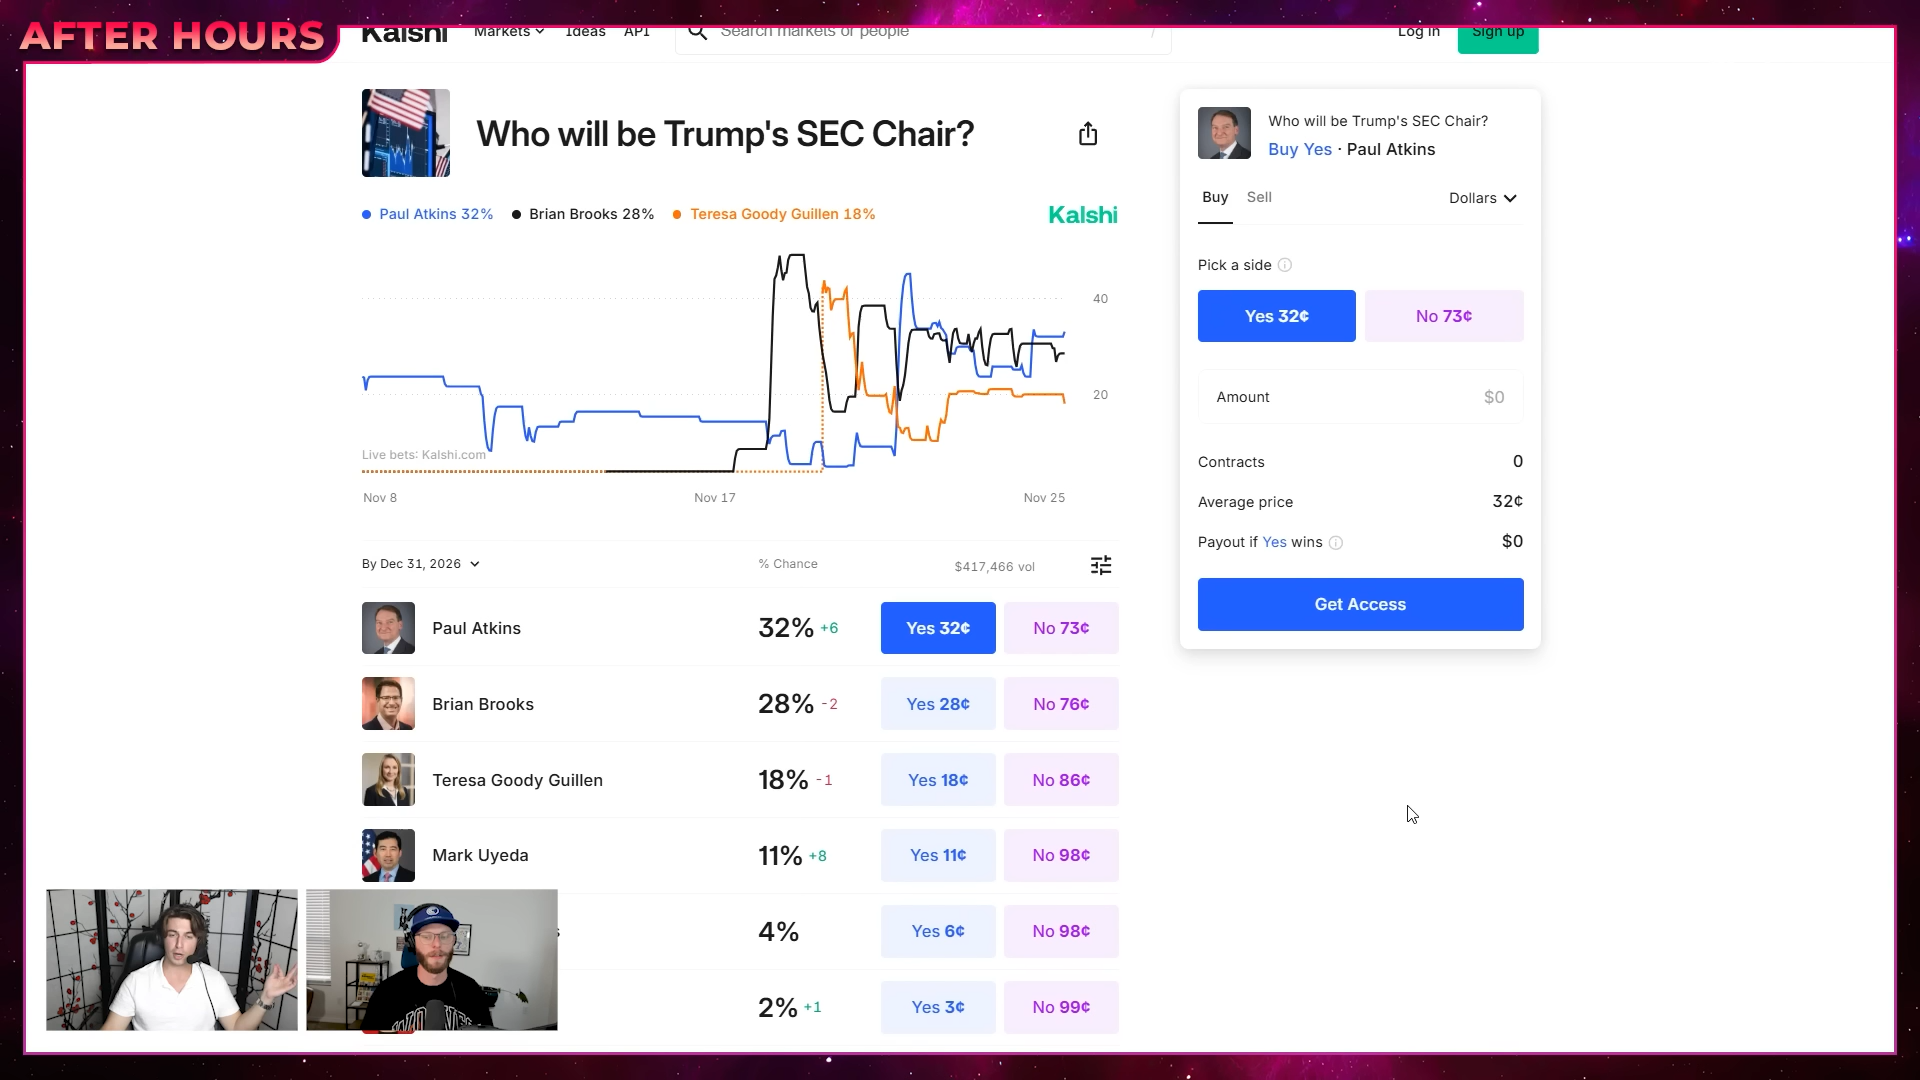 AFTER HOURS
Kalshi Markets Ideas API Search markets or people / Log in Sign up
Who will be Trump's SEC Chair?
Paul Atkins 32% Brian Brooks 28% Teresa Goody Guillen 18% Kalshi
40
20
Live bets: Kalshi.com
Nov 8 Nov 17 Nov 25
By Dec 31, 2026 % Chance $417,466 vol
Paul Atkins 32% +6 Yes 32¢ No 73¢
Brian Brooks 28% -2 Yes 28¢ No 76¢
Teresa Goody Guillen 18% -1 Yes 18¢ No 86¢
Mark Uyeda 11% +8 Yes 11¢ No 98¢
4% Yes 6¢ No 98¢
2% +1 Yes 3¢ No 99¢
Who will be Trump's SEC Chair?
Buy Yes · Paul Atkins
Buy Sell Dollars
Pick a side
Yes 32¢ No 73¢
Amount $0
Contracts 0
Average price 32¢
Payout if Yes wins $0
Get Access